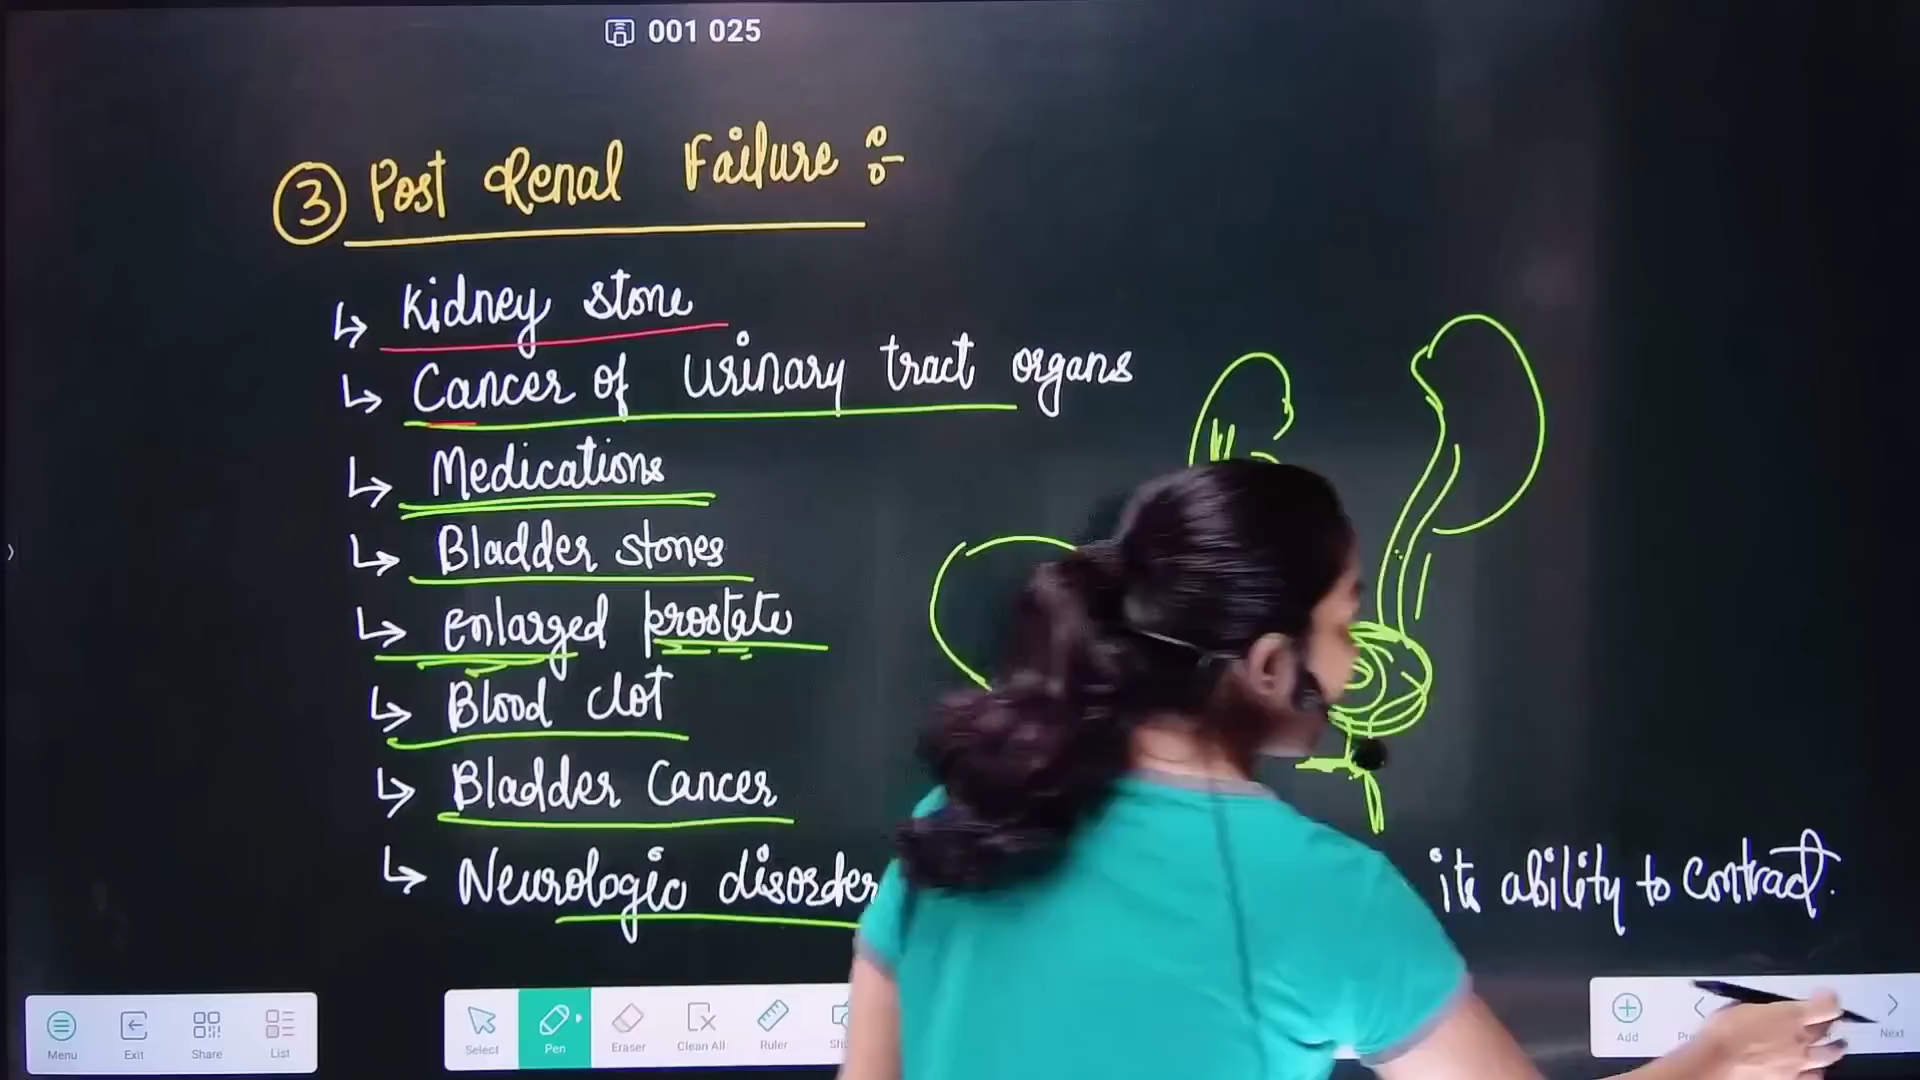 001 025
③ Post Renal Failure :-
↳ Kidney stone
↳ Cancer of Urinary tract organs
↳ Medications
↳ Bladder stones
↳ enlarged prostate
↳ Blood clot
↳ Bladder Cancer
↳ Neurologic disorder its ability to contract.
Menu Exit Share List Select Pen Eraser Clean All Ruler Add Next